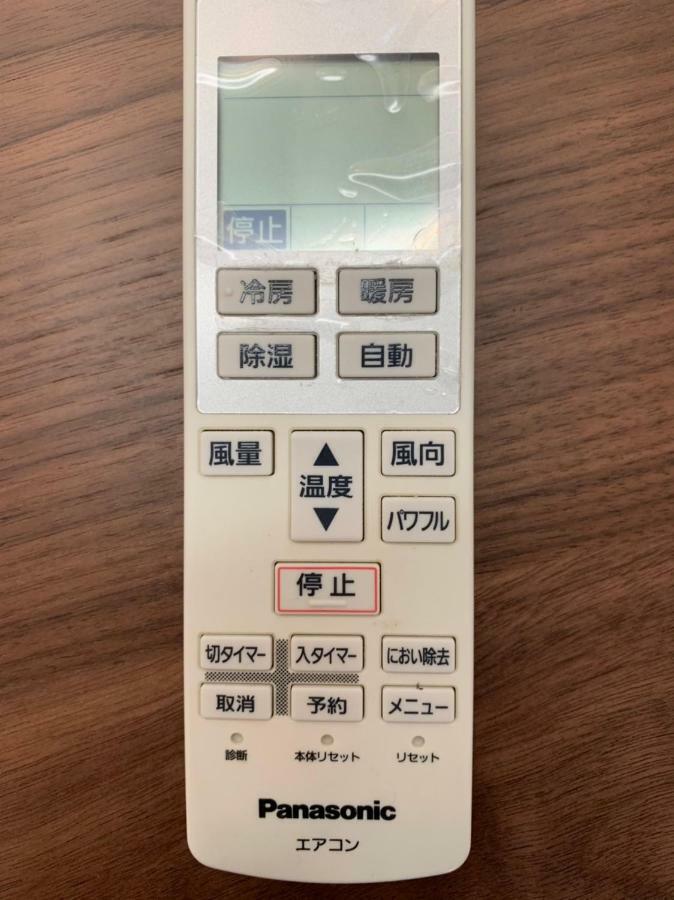 停止
冷房 暖房
除湿 自動
風量 ▲ 風向
温度
▼ パワフル
停止
切タイマー 入タイマー におい除去
取消 予約 メニュー
診断 本体リセット リセット
Panasonic
エアコン